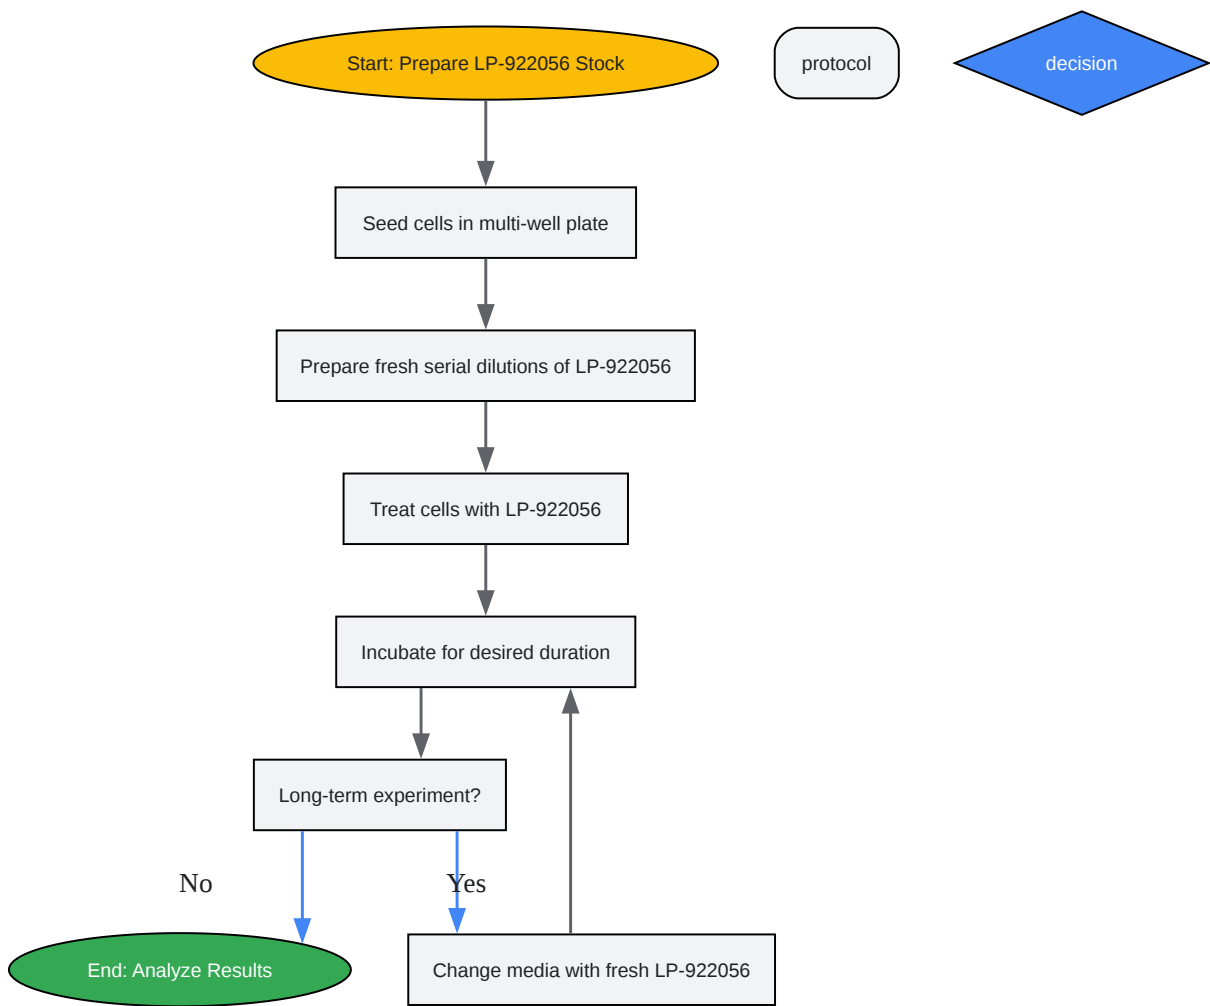 Start: Prepare LP-922056 Stock
protocol
decision
Seed cells in multi-well plate
Prepare fresh serial dilutions of LP-922056
Treat cells with LP-922056
Incubate for desired duration
Long-term experiment?
No
Yes
End: Analyze Results
Change media with fresh LP-922056